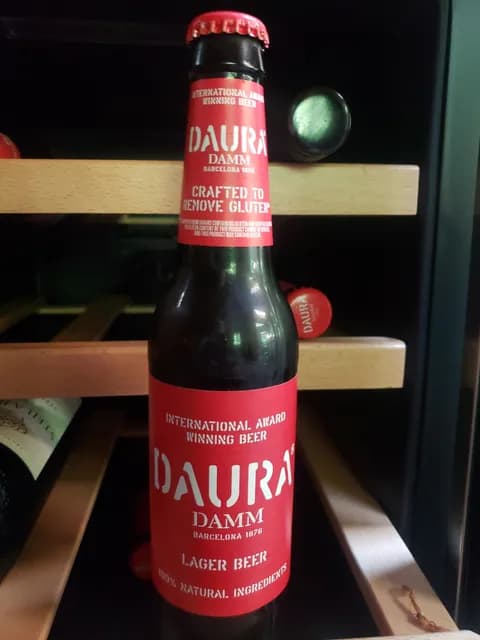 INTERNATIONAL AWARD
WINNING BEER
DAURA
DAMM
BARCELONA 1876
CRAFTED TO
REMOVE GLUTEN*
DAURA
INTERNATIONAL AWARD
WINNING BEER
DAURA®
DAMM
BARCELONA 1876
LAGER BEER
100% NATURAL INGREDIENTS